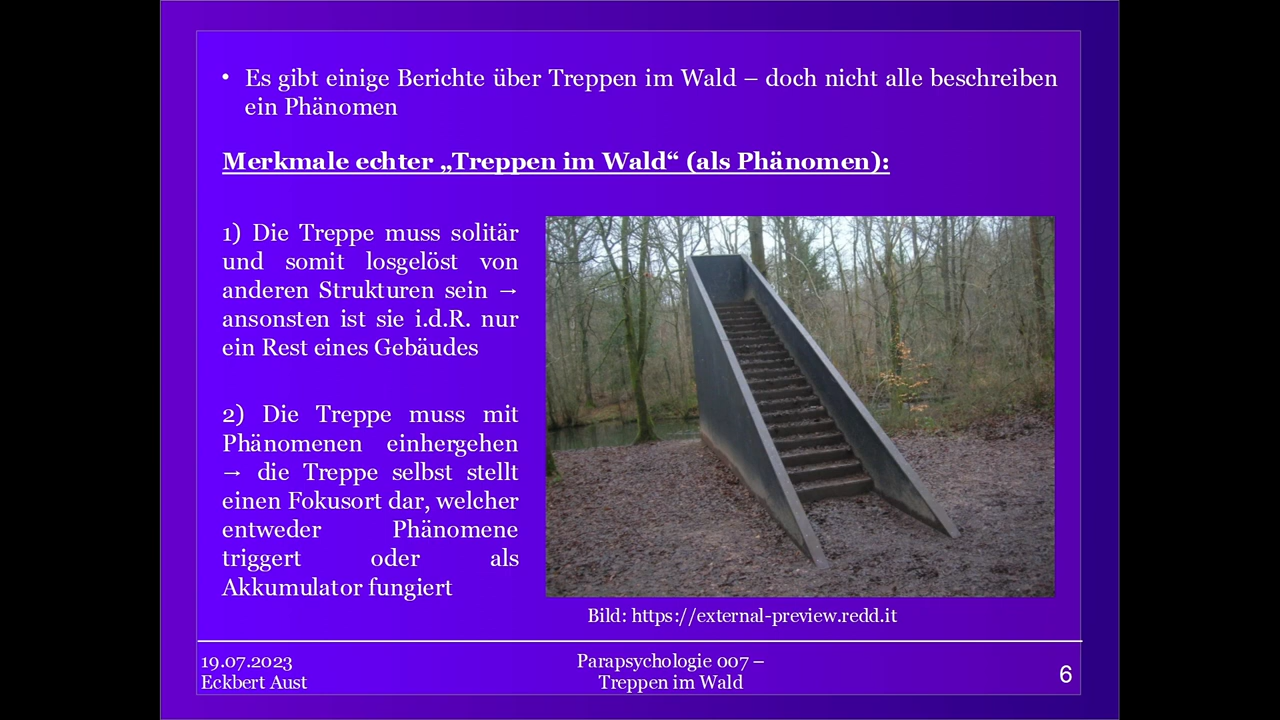 • Es gibt einige Berichte über Treppen im Wald – doch nicht alle beschreiben
ein Phänomen
Merkmale echter „Treppen im Wald“ (als Phänomen):
1) Die Treppe muss solitär
und somit losgelöst von
anderen Strukturen sein →
ansonsten ist sie i.d.R. nur
ein Rest eines Gebäudes
2) Die Treppe muss mit
Phänomenen einhergehen
→ die Treppe selbst stellt
einen Fokusort dar, welcher
entweder Phänomene
triggert oder als
Akkumulator fungiert
Bild: https://external-preview.redd.it
19.07.2023
Eckbert Aust
Parapsychologie 007 –
Treppen im Wald
6